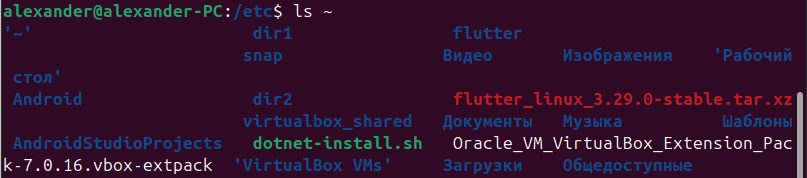 alexander@alexander-PC:/etc$ ls ~
'~' dir1 flutter
snap Видео Изображения 'Рабочий
стол'
Android dir2 flutter_linux_3.29.0-stable.tar.xz
virtualbox_shared Документы Музыка Шаблоны
AndroidStudioProjects dotnet-install.sh Oracle_VM_VirtualBox_Extension_Pac
k-7.0.16.vbox-extpack 'VirtualBox VMs' Загрузки Общедоступные